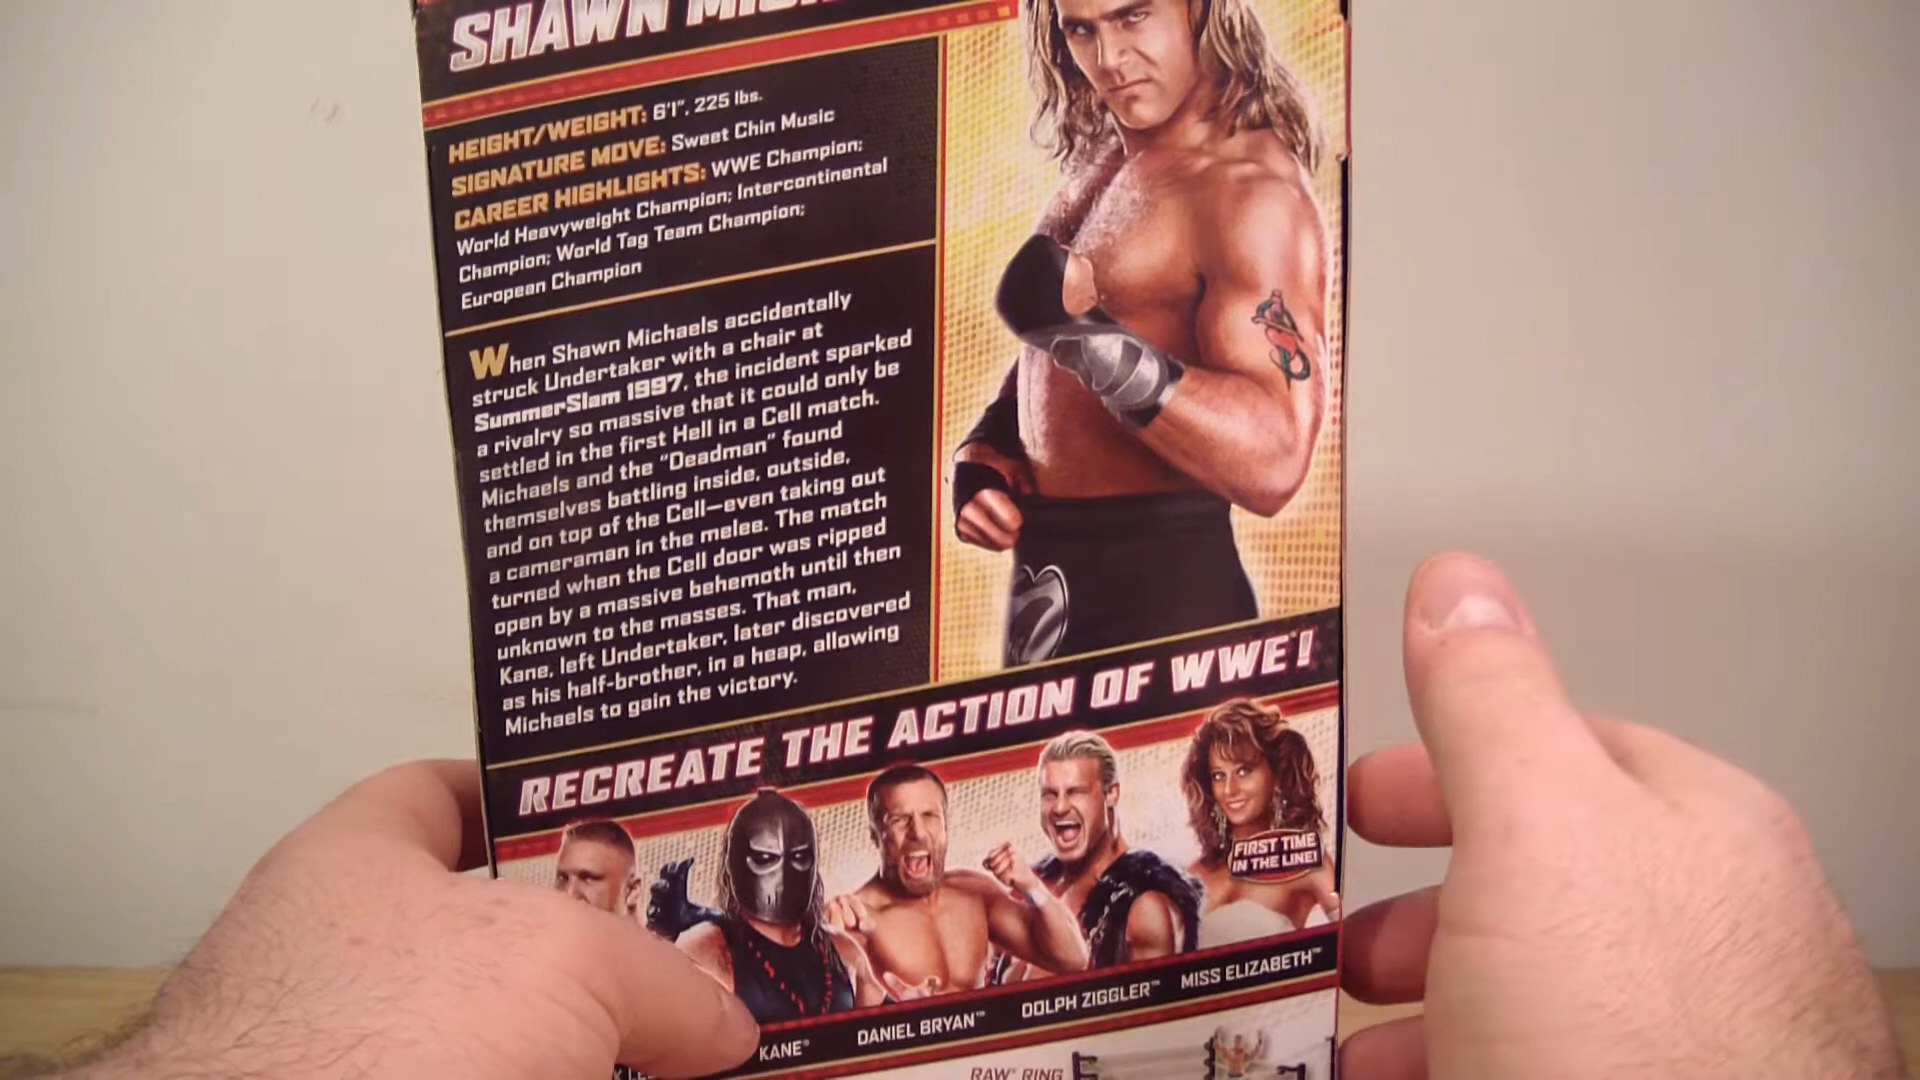 SHAWN
HEIGHT/WEIGHT: 6'1", 225 lbs.
SIGNATURE MOVE: Sweet Chin Music
CAREER HIGHLIGHTS: WWE Champion;
World Heavyweight Champion; Intercontinental
Champion; World Tag Team Champion;
European Champion
When Shawn Michaels accidentally
struck Undertaker with a chair at
SummerSlam 1997, the incident sparked
a rivalry so massive that it could only be
settled in the first Hell in a Cell match.
Michaels and the "Deadman" found
themselves battling inside, outside,
and on top of the Cell—even taking out
a cameraman in the melee. The match
turned when the Cell door was ripped
open by a massive behemoth until then
unknown to the masses. That man,
Kane, left Undertaker, later discovered
as his half-brother, in a heap, allowing
Michaels to gain the victory.
RECREATE THE ACTION OF WWE®!
FIRST TIME
IN THE LINE!
KANE®
DANIEL BRYAN™
DOLPH ZIGGLER™
MISS ELIZABETH™
RAW® RING